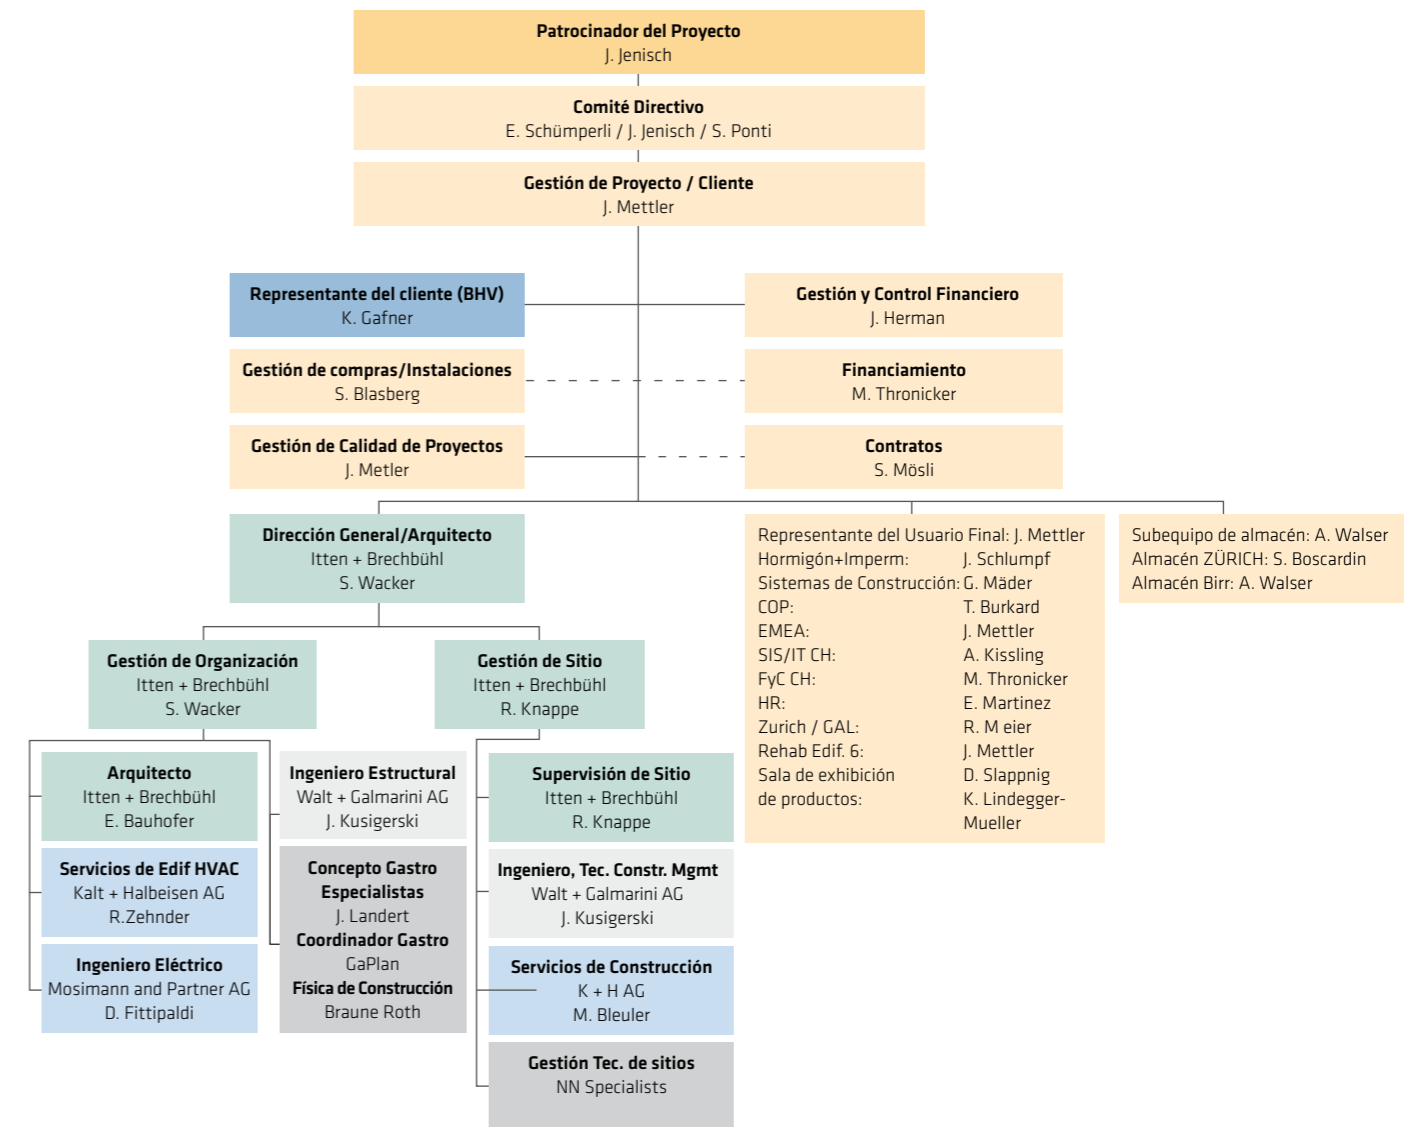 Patrocinador del Proyecto
J. Jenisch
Comité Directivo
E. Schümperli / J. Jenisch / S. Ponti
Gestión de Proyecto / Cliente
J. Mettler
Representante del cliente (BHV)
K. Gafner
Gestión y Control Financiero
J. Herman
Gestión de compras/Instalaciones
S. Blasberg
Financiamiento
M. Thronicker
Gestión de Calidad de Proyectos
J. Metler
Contratos
S. Mösli
Dirección General/Arquitecto
Itten + Brechbühl
S. Wacker
Representante del Usuario Final: J. Mettler
Hormigón+Imperm: J. Schlumpf
Sistemas de Construcción: G. Mäder
COP: T. Burkard
EMEA: J. Mettler
SIS/IT CH: A. Kissling
FyC CH: M. Thronicker
HR: E. Martinez
Zurich / GAL: R. M eier
Rehab Edif. 6: J. Mettler
Sala de exhibición D. Slappnig
de productos: K. Lindegger-
Mueller
Subequipo de almacén: A. Walser
Almacén ZÜRICH: S. Boscardin
Almacén Birr: A. Walser
Gestión de Organización
Itten + Brechbühl
S. Wacker
Gestión de Sitio
Itten + Brechbühl
R. Knappe
Arquitecto
Itten + Brechbühl
E. Bauhofer
Servicios de Edif HVAC
Kalt + Halbeisen AG
R.Zehnder
Ingeniero Eléctrico
Mosimann and Partner AG
D. Fittipaldi
Ingeniero Estructural
Walt + Galmarini AG
J. Kusigerski
Concepto Gastro
Especialistas
J. Landert
Coordinador Gastro
GaPlan
Física de Construcción
Braune Roth
Supervisión de Sitio
Itten + Brechbühl
R. Knappe
Ingeniero, Tec. Constr. Mgmt
Walt + Galmarini AG
J. Kusigerski
Servicios de Construcción
K + H AG
M. Bleuler
Gestión Tec. de sitios
NN Specialists